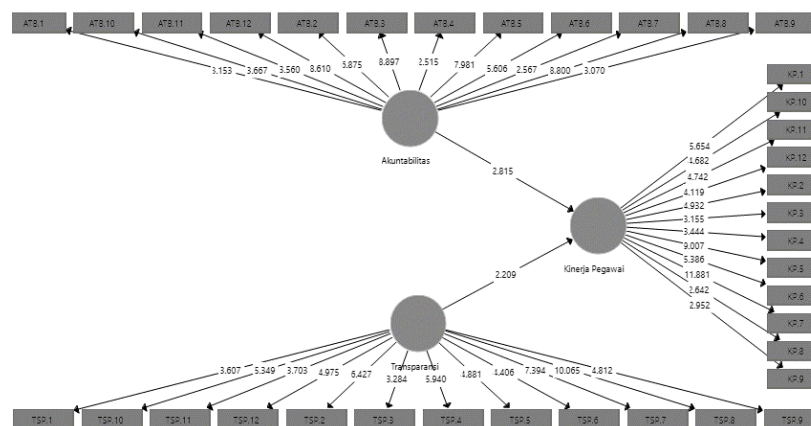 ATB.1 ATB.10 ATB.11 ATB.12 ATB.2 ATB.3 ATB.4 ATB.5 ATB.6 ATB.7 ATB.8 ATB.9
3.153 3.667 3.560 8.610 3.875 8.897 2.515 7.981 5.606 2.567 8.800 3.070
Akuntabilitas
2.815
KP.1
KP.10
KP.11
KP.12
KP.2
KP.3
KP.4
KP.5
KP.6
KP.7
KP.8
KP.9
5.654
4.682
4.742
4.119
4.932
3.155
3.444
9.007
5.386
11.881
2.642
2.952
Kinerja Pegawai
2.209
Transparansi
3.607 5.349 3.703 4.975 6.427 3.284 5.940 4.881 4.406 7.394 10.065 4.812
TSP.1 TSP.10 TSP.11 TSP.12 TSP.2 TSP.3 TSP.4 TSP.5 TSP.6 TSP.7 TSP.8 TSP.9